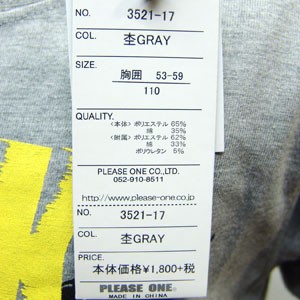 NO. 3521-17
COL. 杢GRAY
SIZE. 胸囲 53-59
110
QUALITY.
<本体> ポリエステル 65%
綿 35%
<附属> ポリエステル 62%
綿 33%
ポリウレタン 5%
PLEASE ONE CO.,LTD.
052-910-8511
http://www.please-one.co.jp
NO. 3521-17
COL. 杢GRAY
PRICE.
本体価格¥1,800+税
PLEASE ONE.
MADE IN CHINA